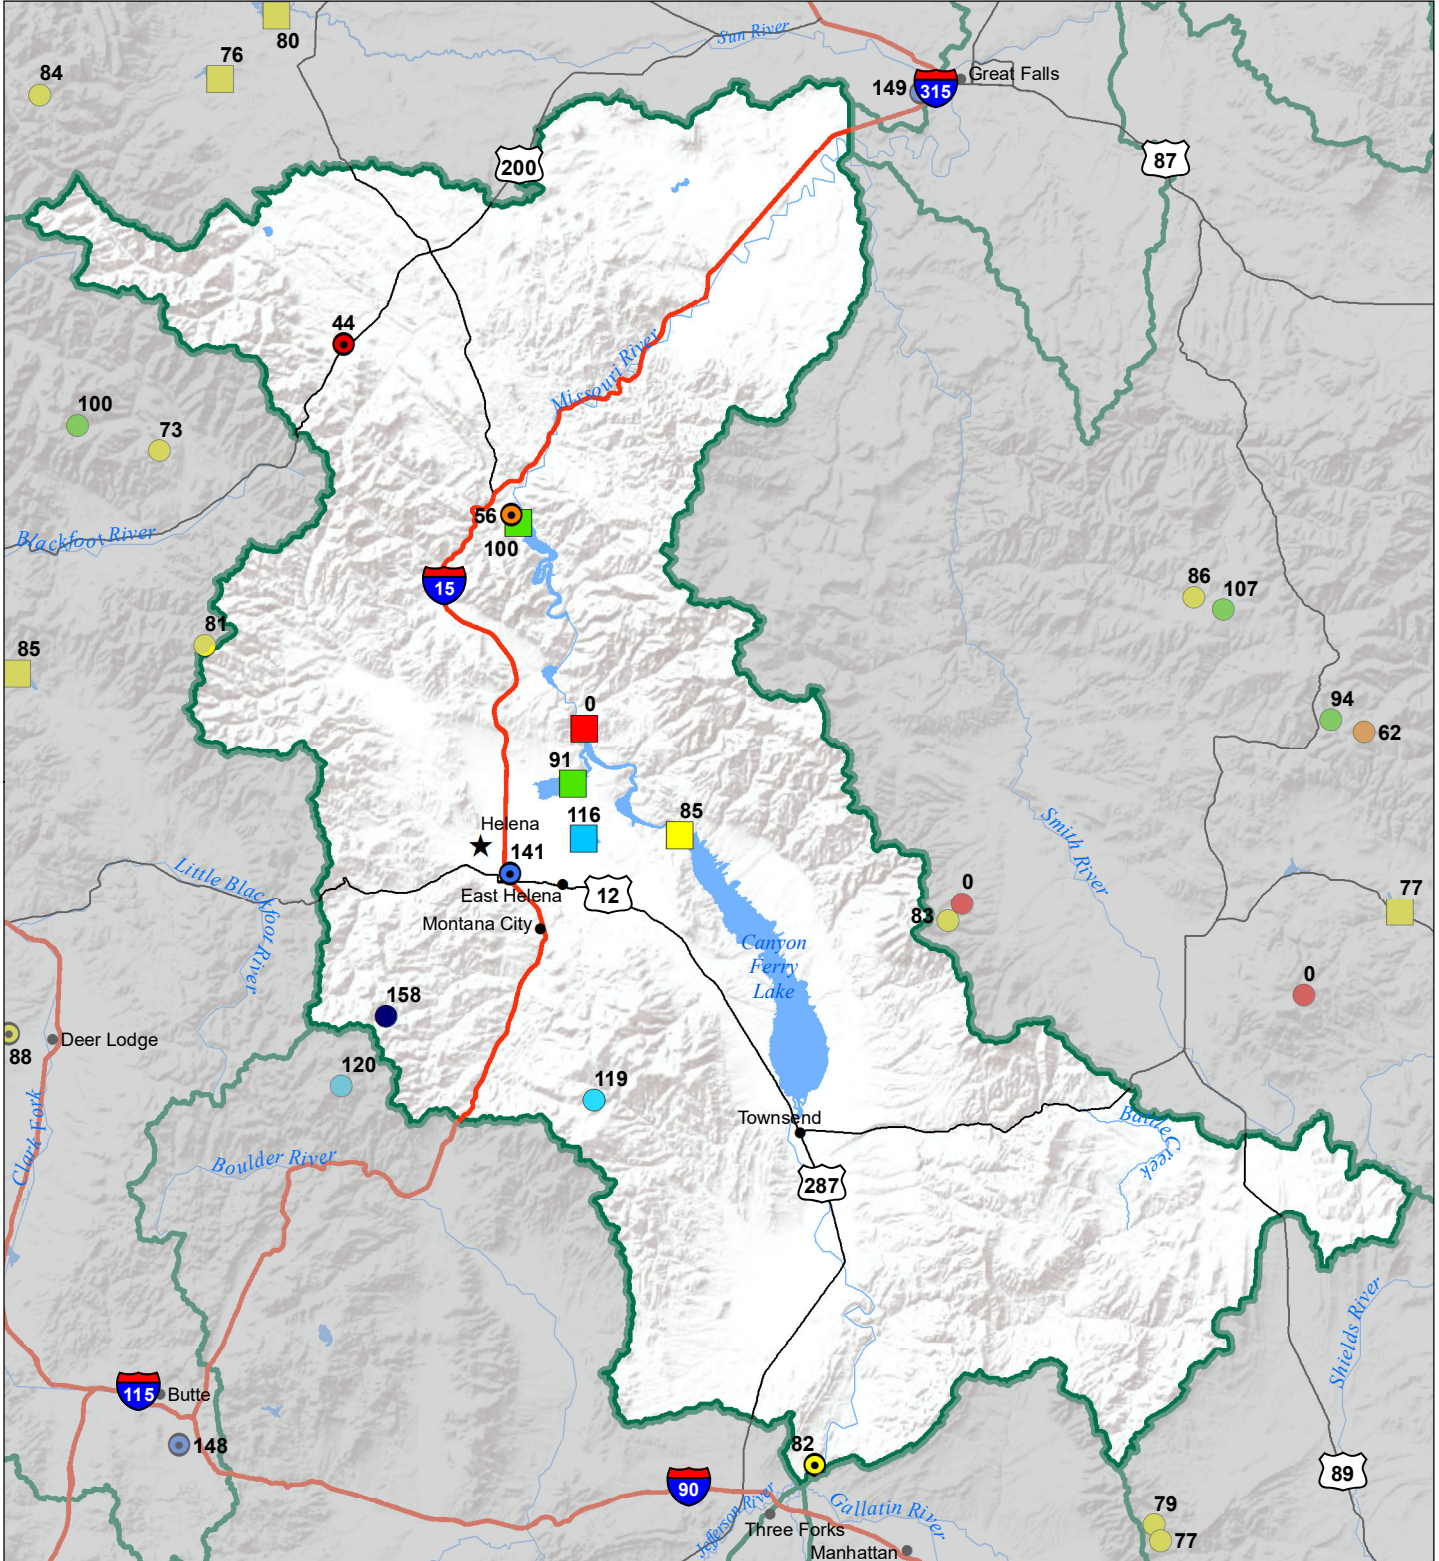 80
Sun River
76
84
Great Falls
149
315
87
200
44
Missouri River
100
73
56
100
Blackfoot River
15
86
107
81
85
0
94
62
91
Smith River
116
85
Helena
141
Little Blackfoot River
East Helena
12
0
77
83
Montana City
Canyon
Ferry
Lake
158
0
Deer Lodge
88
120
119
Clark Fork
Townsend
Battle Creek
Boulder River
287
Shields River
115
Butte
148
82
89
90
Jefferson River
Gallatin River
Three Forks
79
77
Manhattan